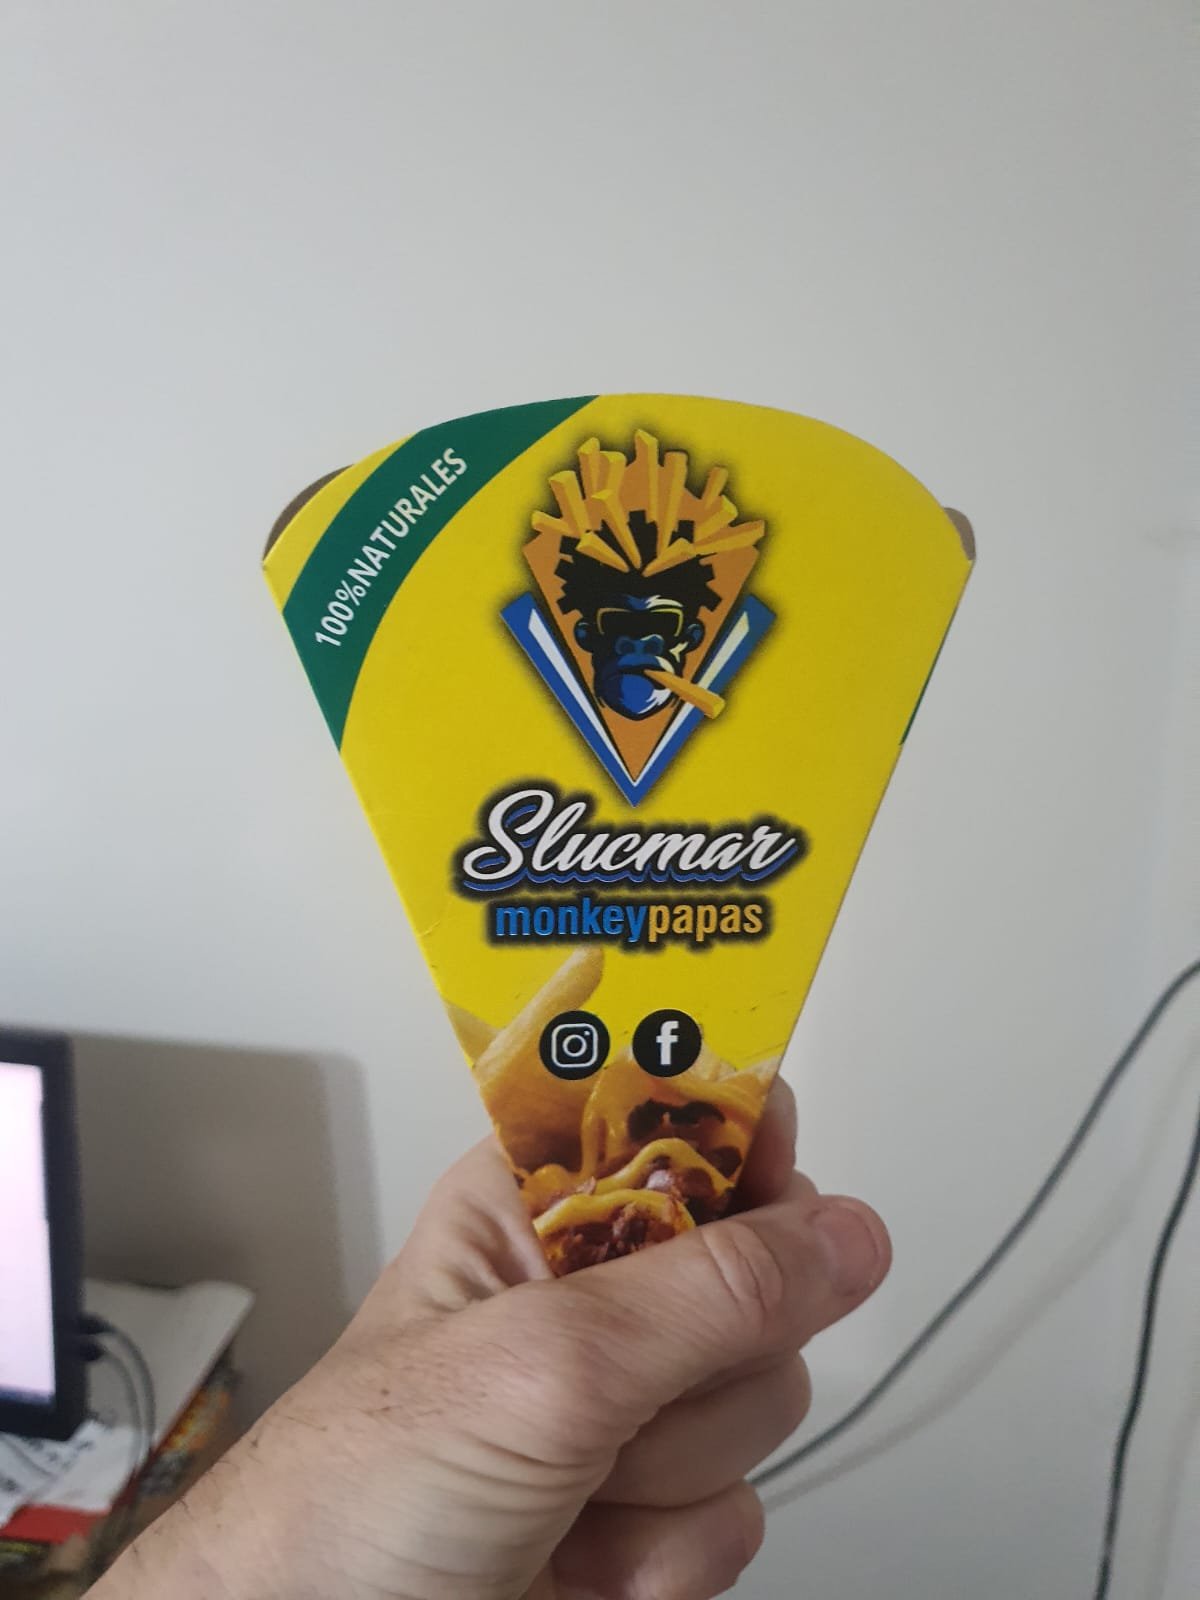 100%NATURALES
Slucmar
monkeypapas
f